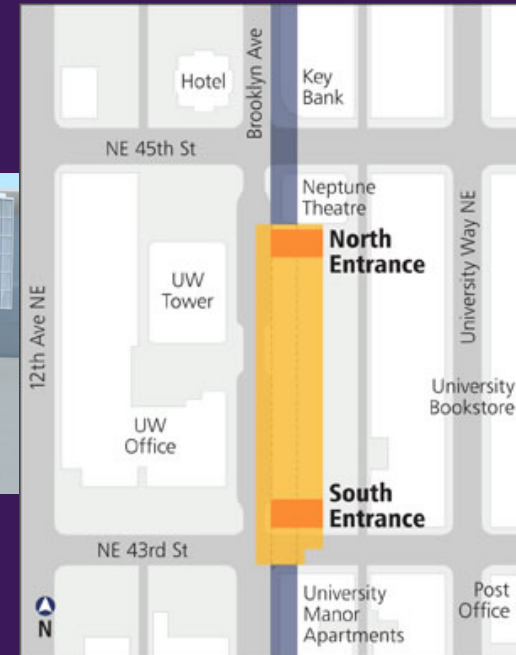 Hotel
Brooklyn Ave
Key
Bank
NE 45th St
Neptune
Theatre
North
Entrance
UW
Tower
12th Ave NE
University Way NE
University
Bookstore
UW
Office
South
Entrance
NE 43rd St
University
Manor
Apartments
Post
Office
N